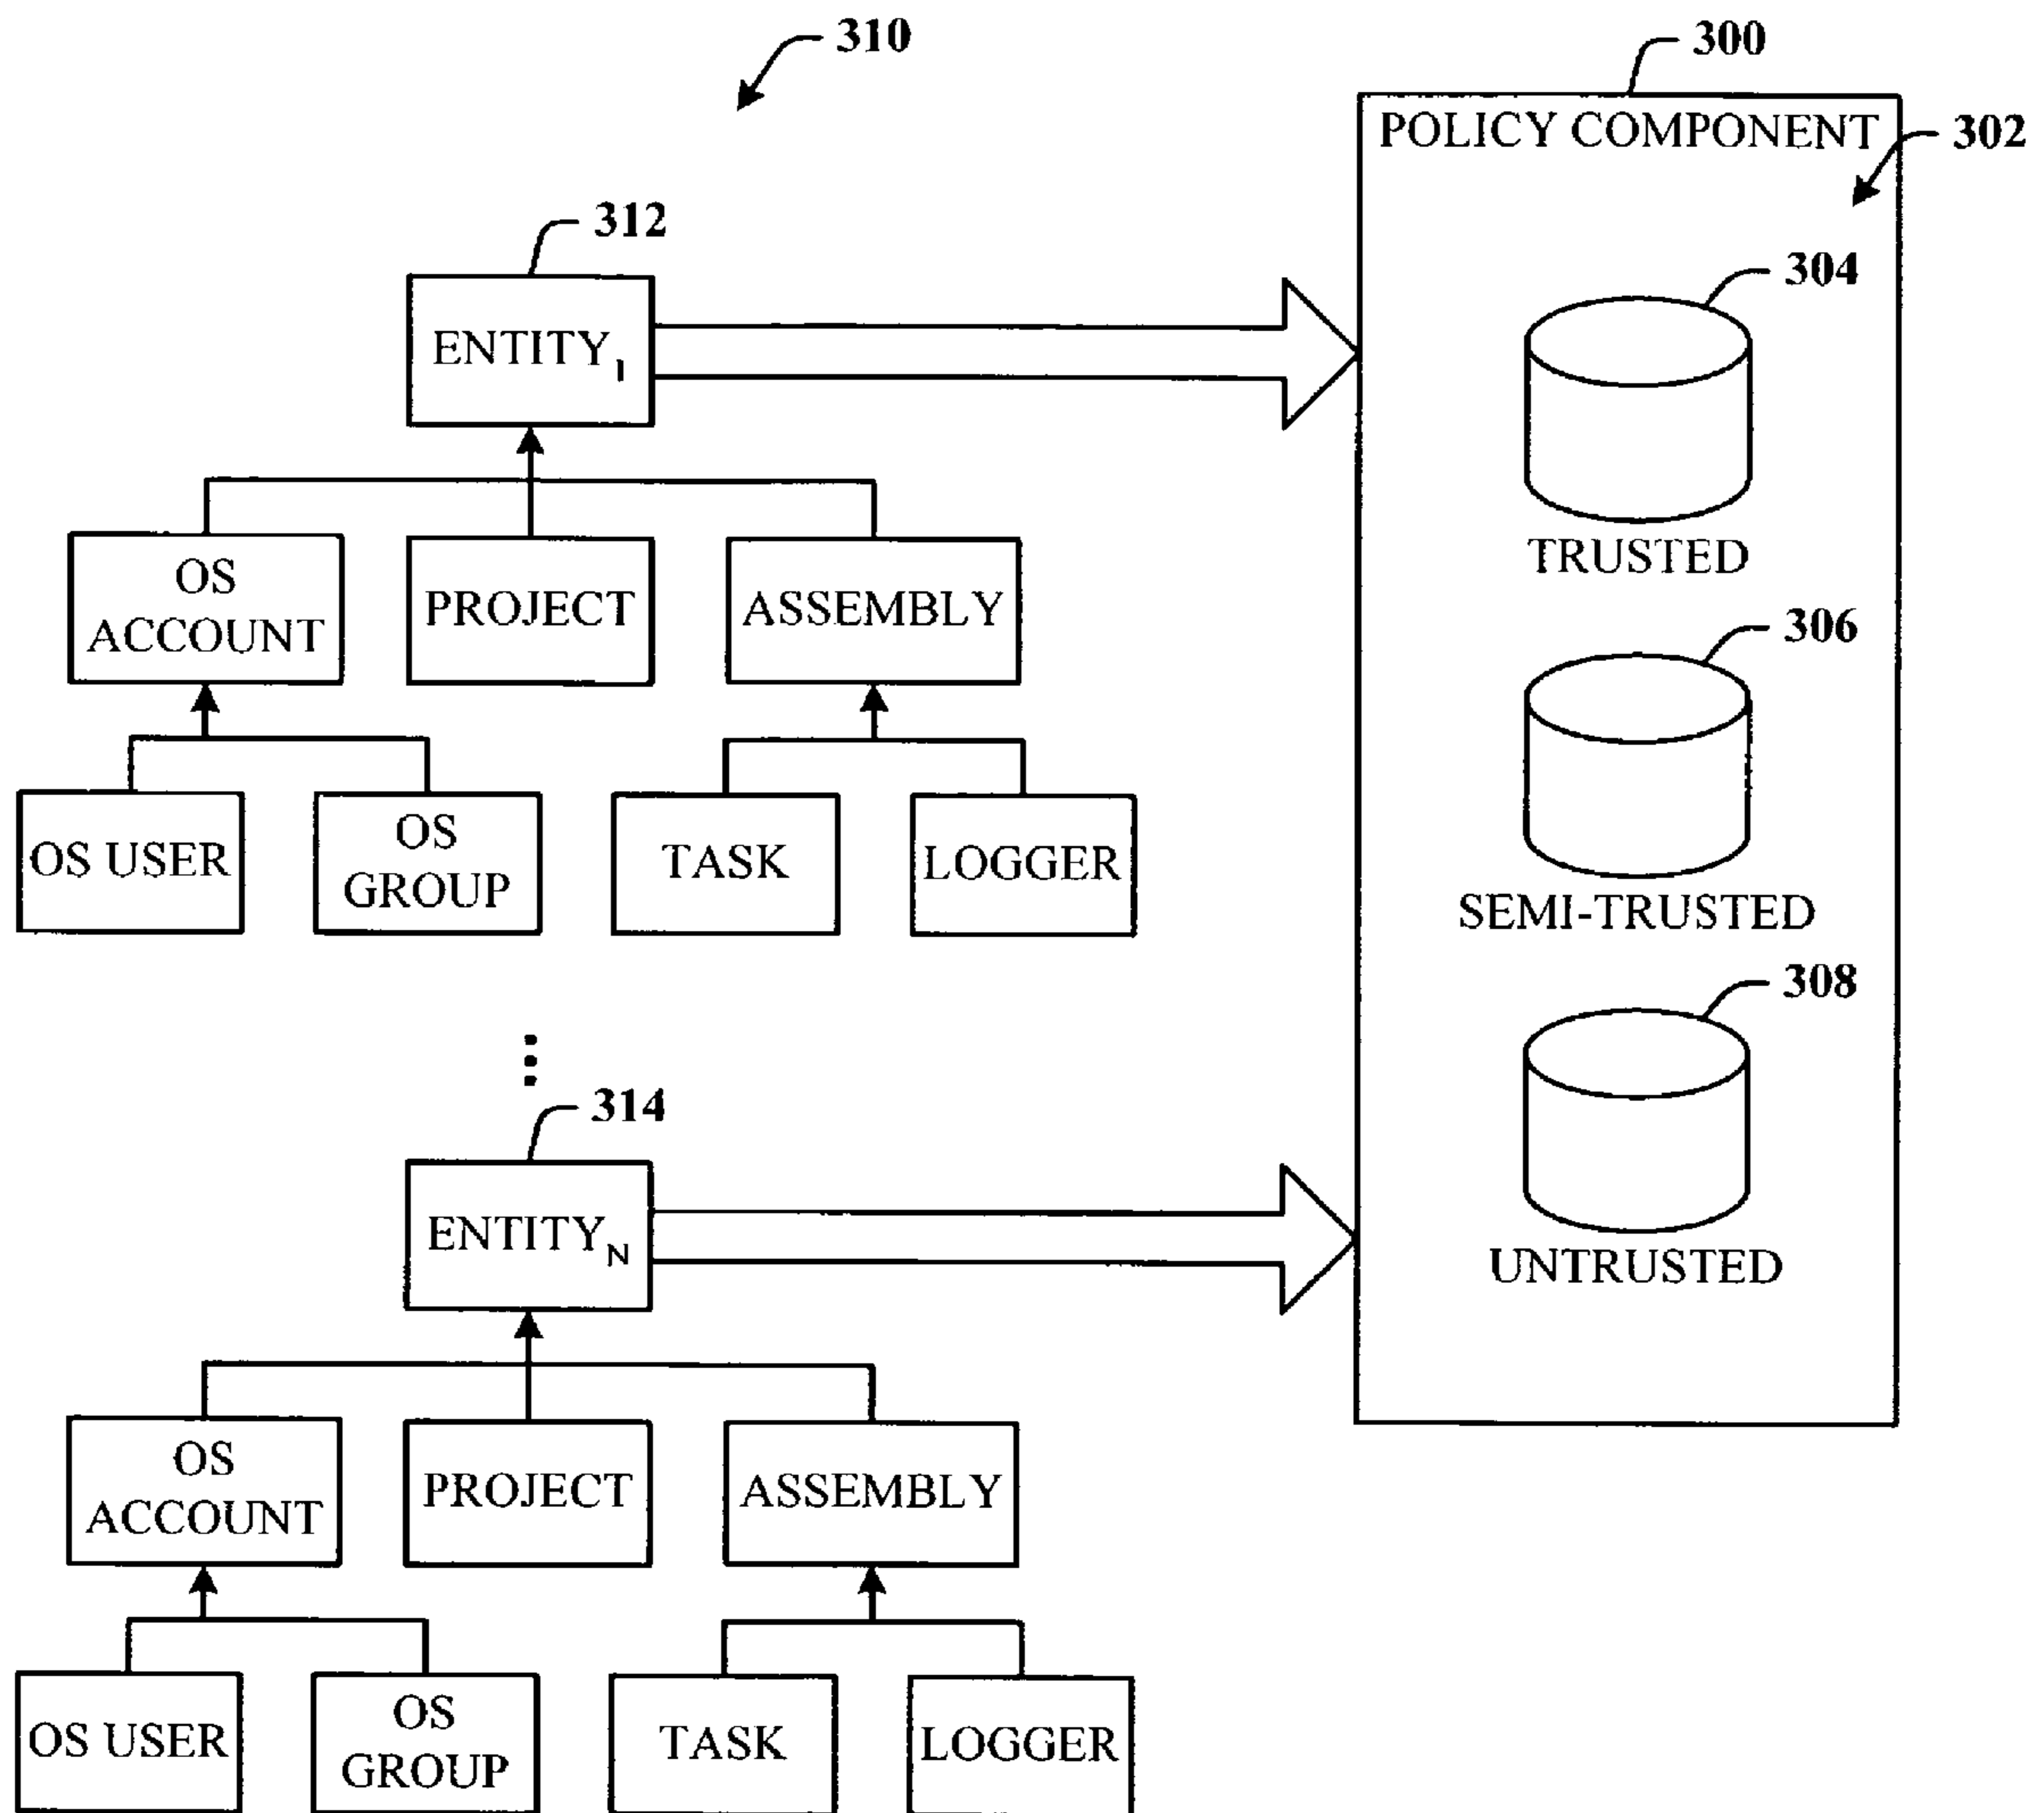 310
300
POLICY COMPONENT
302
312
304
ENTITY1
TRUSTED
OS
ACCOUNT
PROJECT
ASSEMBLY
306
OS USER
OS
GROUP
TASK
LOGGER
SEMI-TRUSTED
308
314
ENTITYN
UNTRUSTED
OS
ACCOUNT
PROJECT
ASSEMBLY
OS USER
OS
GROUP
TASK
LOGGER